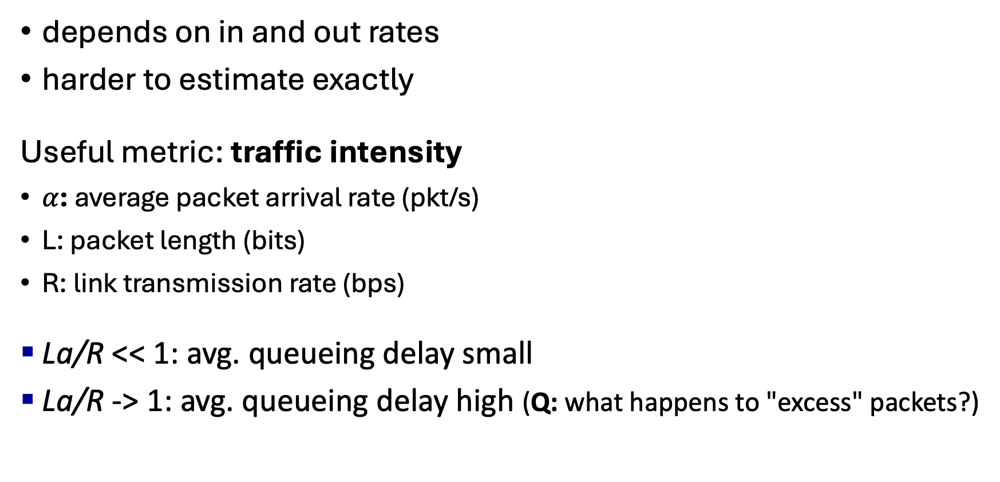 • depends on in and out rates
• harder to estimate exactly
Useful metric: traffic intensity
• α: average packet arrival rate (pkt/s)
• L: packet length (bits)
• R: link transmission rate (bps)
▪ La/R << 1: avg. queueing delay small
▪ La/R -> 1: avg. queueing delay high (Q: what happens to "excess" packets?)